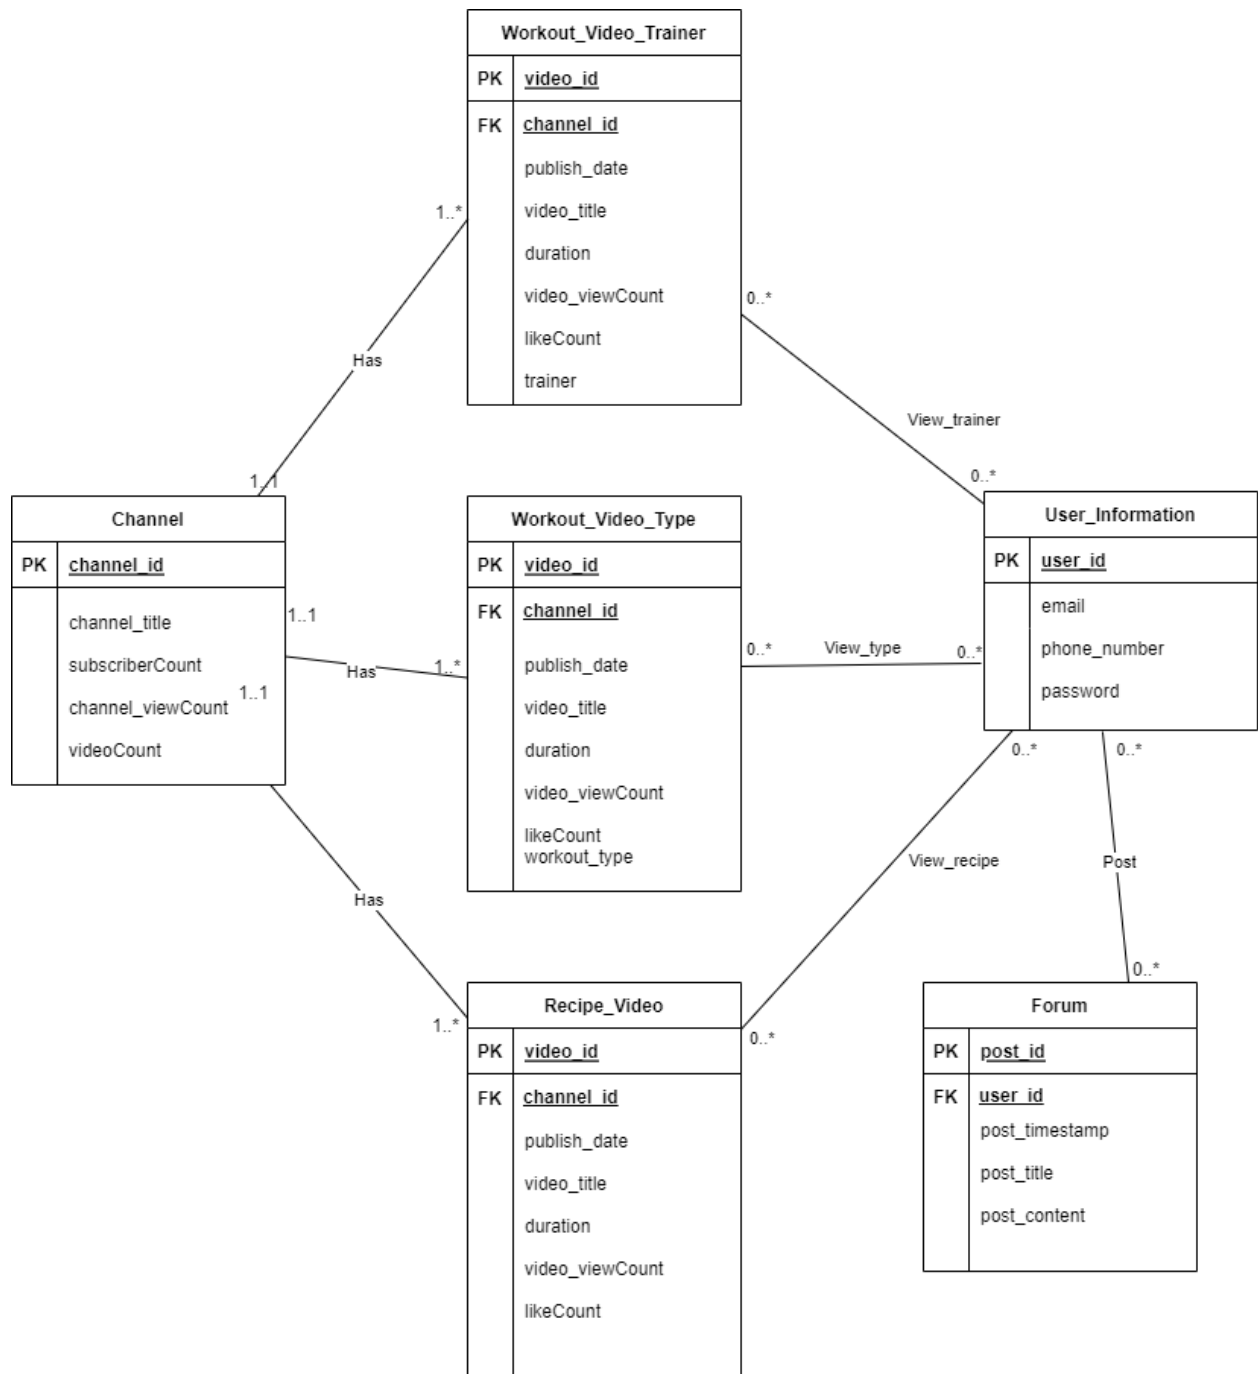 Workout_Video_Trainer
PK video_id
FK channel_id
publish_date
video_title
duration
video_viewCount
likeCount
trainer
1..*
0..*
Has
View_trainer
1..1
0..*
Channel
PK channel_id
channel_title
subscriberCount
channel_viewCount
videoCount
1..1
1..1
Has
1..*
Workout_Video_Type
PK video_id
FK channel_id
publish_date
video_title
duration
video_viewCount
likeCount
workout_type
0..*
View_type
0..*
User_Information
PK user_id
email
phone_number
password
0..*
0..*
View_recipe
Post
Has
1..*
0..*
0..*
Recipe_Video
PK video_id
FK channel_id
publish_date
video_title
duration
video_viewCount
likeCount
Forum
PK post_id
FK user_id
post_timestamp
post_title
post_content